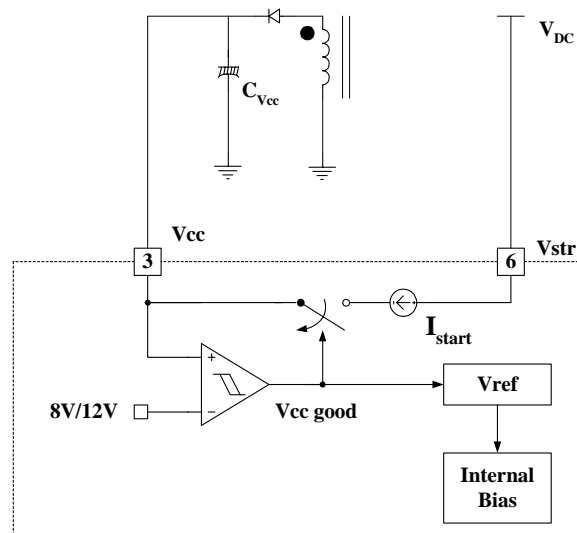 V_DC
C_Vcc
Vcc
Vstr
3
6
I_start
+
8V/12V
-
Vcc good
Vref
Internal
Bias